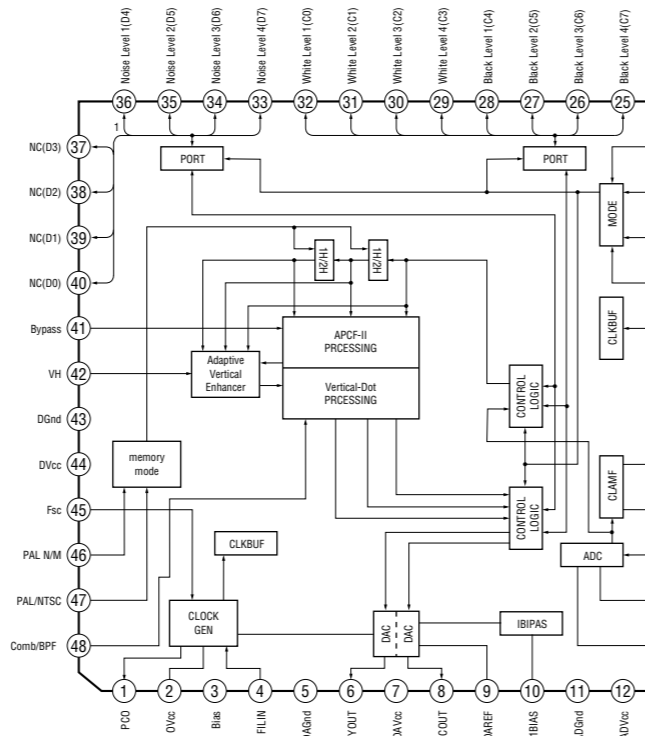 Noise Level 1(D4)
Noise Level 2(D5)
Noise Level 3(D6)
Noise Level 4(D7)
White Level 1(C0)
White Level 2(C1)
White Level 3(C2)
White Level 4(C3)
Black Level 1(C4)
Black Level 2(C5)
Black Level 3(C6)
Black Level 4(C7)
36
35
34
33
32
31
30
29
28
27
26
25
1
NC(D3) 37
PORT
PORT
NC(D2) 38
MODE
NC(D1) 39
1H/2H
1H/2H
NC(D0) 40
Bypass 41
APCF-II
PRCESSING
CLKBUF
VH 42
Adaptive
Vertical
Enhancer
Vertical-Dot
PRCESSING
CONTROL
LOGIC
DGnd 43
DVcc 44
memory
mode
CLAMF
Fsc 45
CONTROL
LOGIC
PAL N/M 46
CLKBUF
ADC
PAL/NTSC 47
CLOCK
GEN
DAC
DAC
IBIPAS
Comb/BPF 48
1
2
3
4
5
6
7
8
9
10
11
12
PCO
OVcc
Bias
FILIN
DAGnd
YOUT
DAVcc
COUT
DAREF
1BIAS
ADGnd
ADVcc